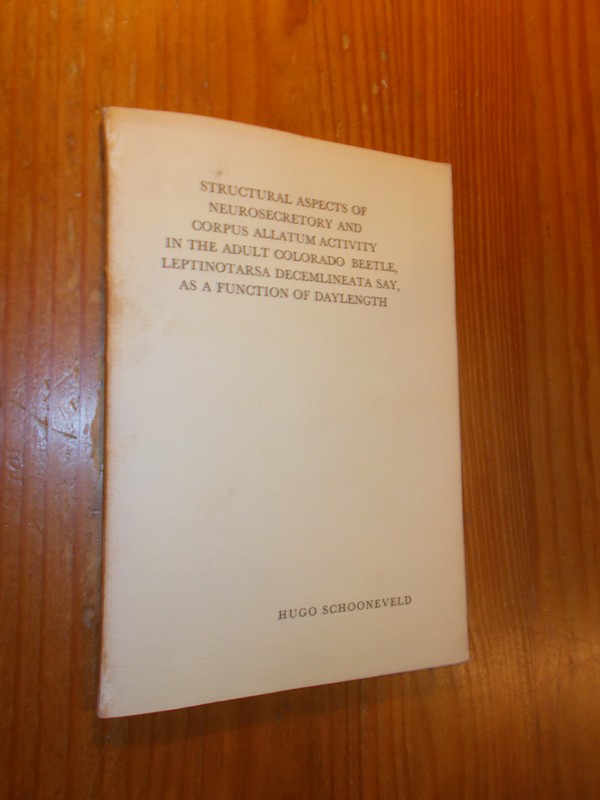 STRUCTURAL ASPECTS OF
NEUROSECRETORY AND
CORPUS ALLATUM ACTIVITY
IN THE ADULT COLORADO BEETLE,
LEPTINOTARSA DECEMLINEATA SAY,
AS A FUNCTION OF DAYLENGTH
HUGO SCHOONEVELD